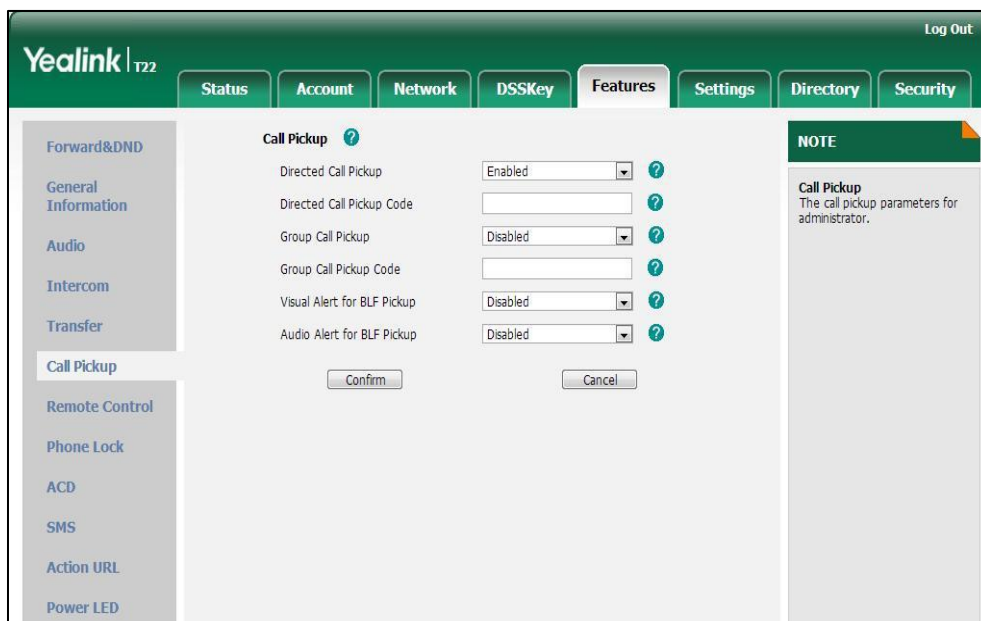 Log Out
Yealink T22
Status Account Network DSSKey Features Settings Directory Security
Forward&DND
General
Information
Audio
Intercom
Transfer
Call Pickup
Remote Control
Phone Lock
ACD
SMS
Action URL
Power LED
Call Pickup ?
Directed Call Pickup Enabled ?
Directed Call Pickup Code ?
Group Call Pickup Disabled ?
Group Call Pickup Code ?
Visual Alert for BLF Pickup Disabled ?
Audio Alert for BLF Pickup Disabled ?
Confirm Cancel
NOTE
Call Pickup
The call pickup parameters for
administrator.